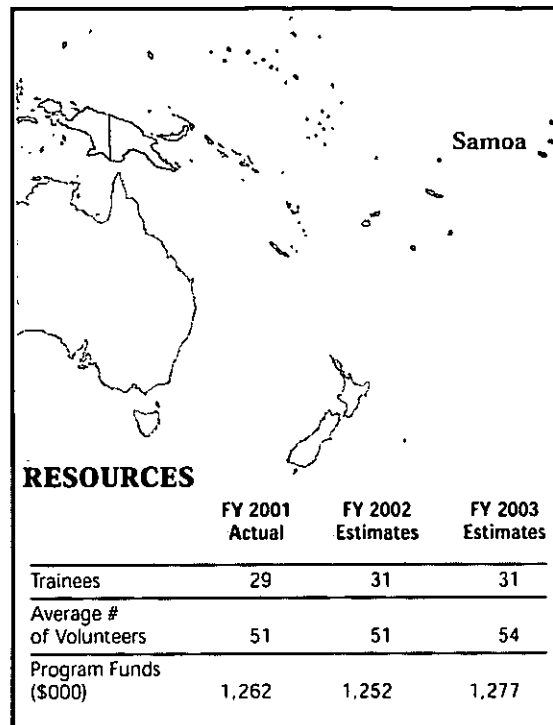 Samoa
RESOURCES
FY 2001 FY 2002 FY 2003
Actual Estimates Estimates
Trainees 29 31 31
Average #
of Volunteers 51 51 54
Program Funds
($000) 1,262 1,252 1,277